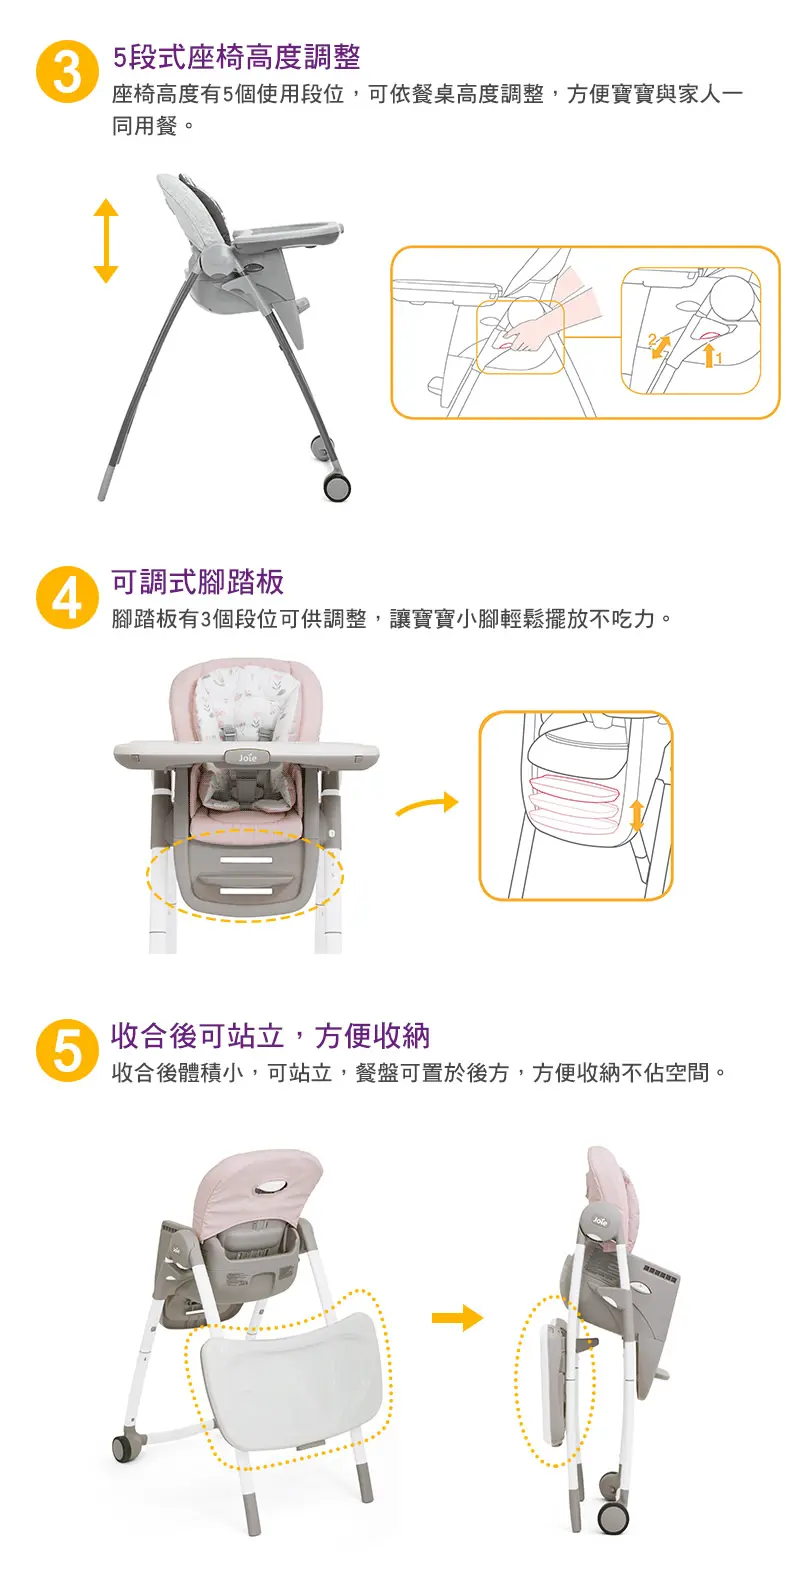 3
5段式座椅高度調整
座椅高度有5個使用段位，可依餐桌高度調整，方便寶寶與家人一
同用餐。
2
1
4
可調式腳踏板
腳踏板有3個段位可供調整，讓寶寶小腳輕鬆擺放不吃力。
Joie
5
收合後可站立，方便收納
收合後體積小，可站立，餐盤可置於後方，方便收納不佔空間。
Joie
Joie